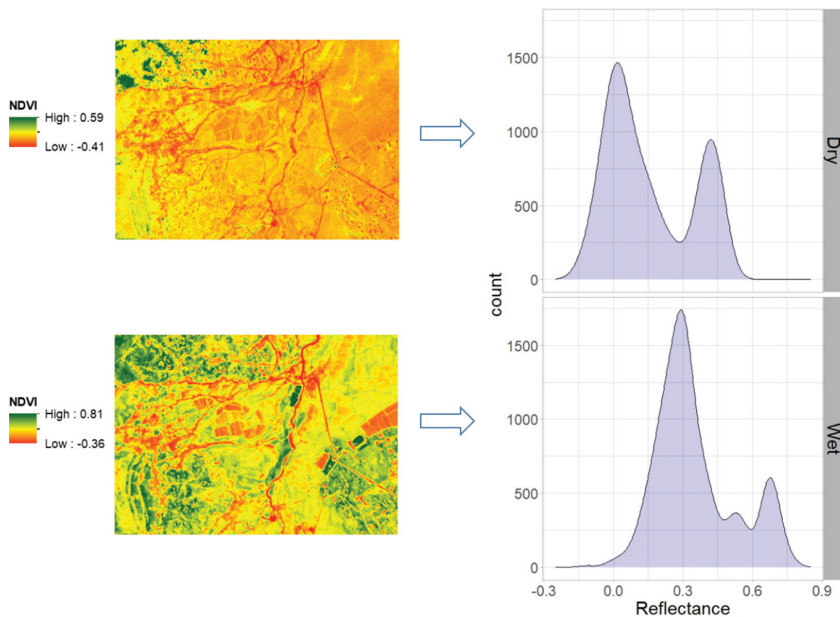 NDVI
High : 0.59
Low : -0.41
1500
1000
500
0
Dry
count
NDVI
High : 0.81
Low : -0.36
1500
1000
500
0
Wet
-0.3 0.0 0.3 0.6 0.9
Reflectance